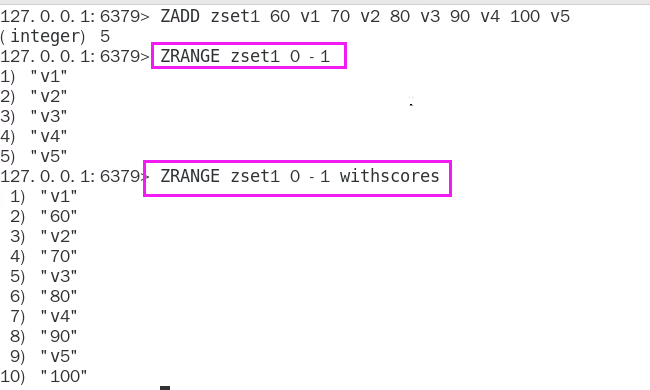 127.0.0.1:6379> ZADD zset1 60 v1 70 v2 80 v3 90 v4 100 v5
(integer) 5
127.0.0.1:6379> ZRANGE zset1 0 -1
1) "v1"
2) "v2"
3) "v3"
4) "v4"
5) "v5"
127.0.0.1:6379> ZRANGE zset1 0 -1 withscores
1) "v1"
2) "60"
3) "v2"
4) "70"
5) "v3"
6) "80"
7) "v4"
8) "90"
9) "v5"
10) "100"